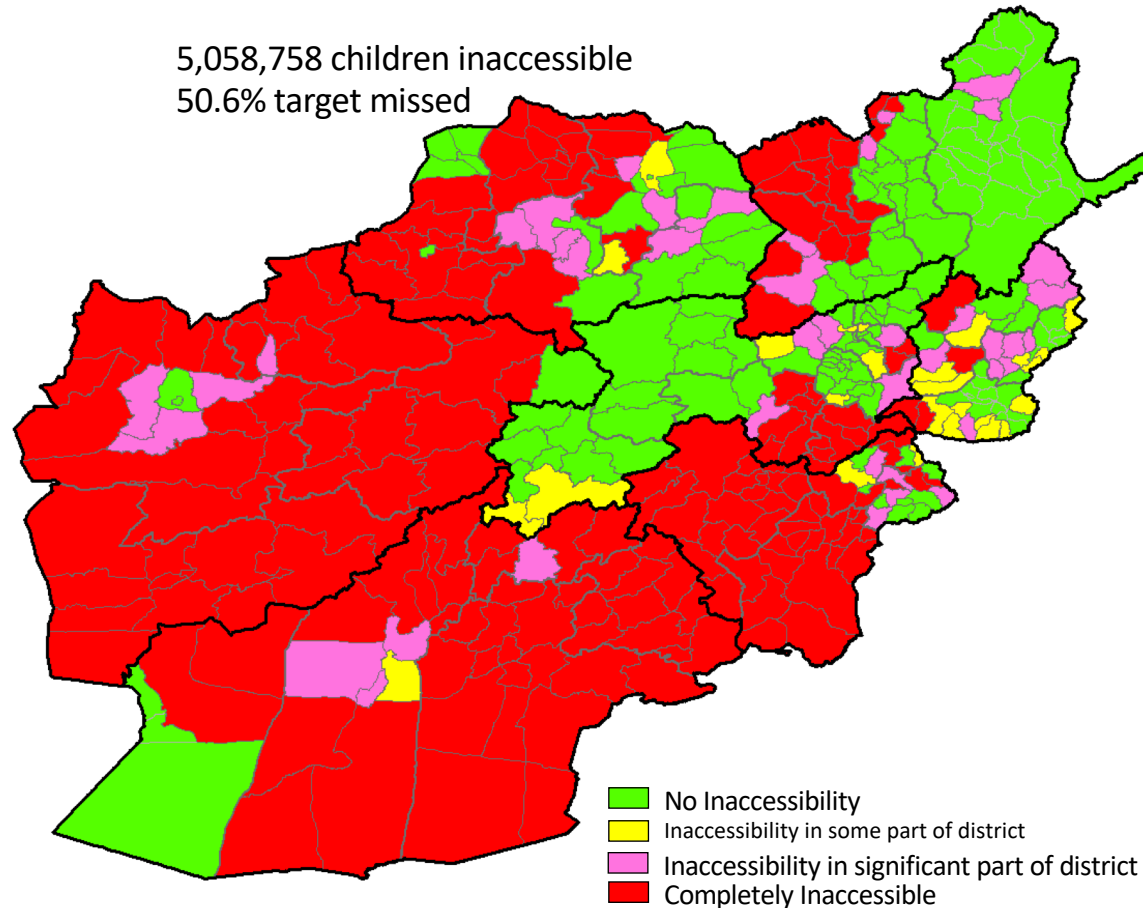 5,058,758 children inaccessible
50.6% target missed
No Inaccessibility
Inaccessibility in some part of district
Inaccessibility in significant part of district
Completely Inaccessible